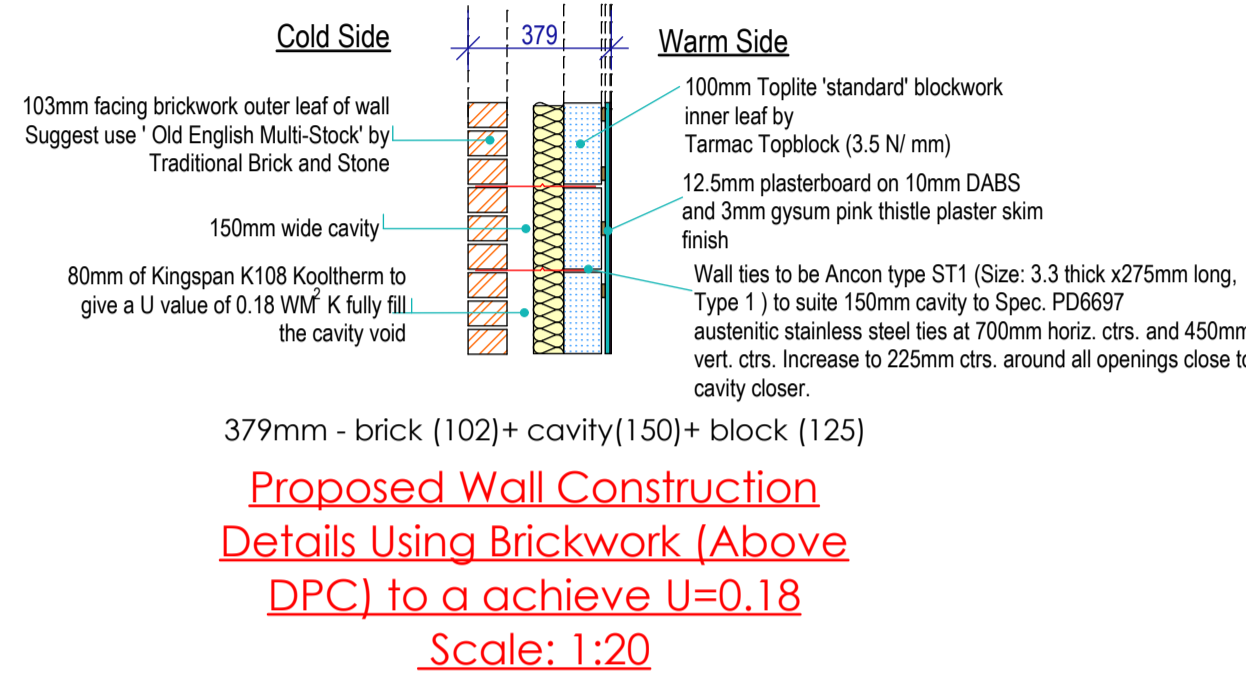 Cold Side
379
Warm Side
103mm facing brickwork outer leaf of wall
Suggest use ' Old English Multi-Stock' by
Traditional Brick and Stone
150mm wide cavity
80mm of Kingspan K108 Kooltherm to
give a U value of 0.18 WM² K fully fill
the cavity void
100mm Toplite 'standard' blockwork
inner leaf by
Tarmac Topblock (3.5 N/ mm)
12.5mm plasterboard on 10mm DABS
and 3mm gysum pink thistle plaster skim
finish
Wall ties to be Ancon type ST1 (Size: 3.3 thick x275mm long,
Type 1 ) to suite 150mm cavity to Spec. PD6697
austenitic stainless steel ties at 700mm horiz. ctrs. and 450mm
vert. ctrs. Increase to 225mm ctrs. around all openings close to
cavity closer.
379mm - brick (102)+ cavity(150)+ block (125)
Proposed Wall Construction
Details Using Brickwork (Above
DPC) to a achieve U=0.18
Scale: 1:20